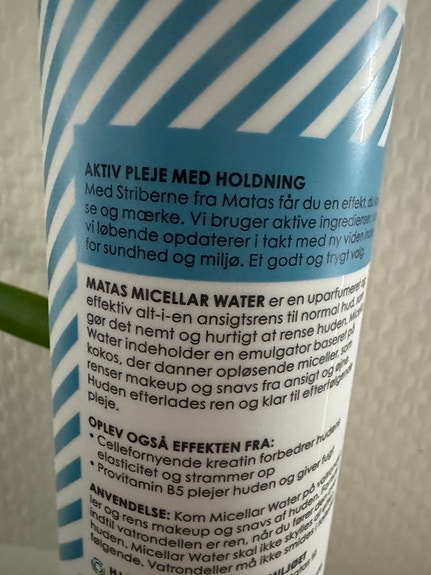 AKTIV PLEJE MED HOLDNING
Med Striberne fra Matas får du en effekt, du
se og mærke. Vi bruger aktive ingredienser,
vi løbende opdaterer i takt med ny viden
for sundhed og miljø. Et godt og trygt valg.
MATAS MICELLAR WATER er en uparfumeret og
effektiv alt-i-en ansigtsrens til normal hud, som
gør det nemt og hurtigt at rense huden.
Water indeholder en emulgator baseret på
kokos, der danner opløsende miceller, som
renser makeup og snavs fra ansigt og øjne.
Huden efterlades ren og klar til efterfølgende
pleje.
OPLEV OGSÅ EFFEKTEN FRA:
• Cellefornyende kreatin forbedrer hudens
elasticitet og strammer op
• Provitamin B5 plejer huden og giver fugt
ANVENDELSE: Kom Micellar Water på
ler og rens makeup og snavs af huden.
indtil vatrondellen er ren, når du fører den
huden. Micellar Water skal ikke skylles af
følgende. Vatrondeller må ikke smides i